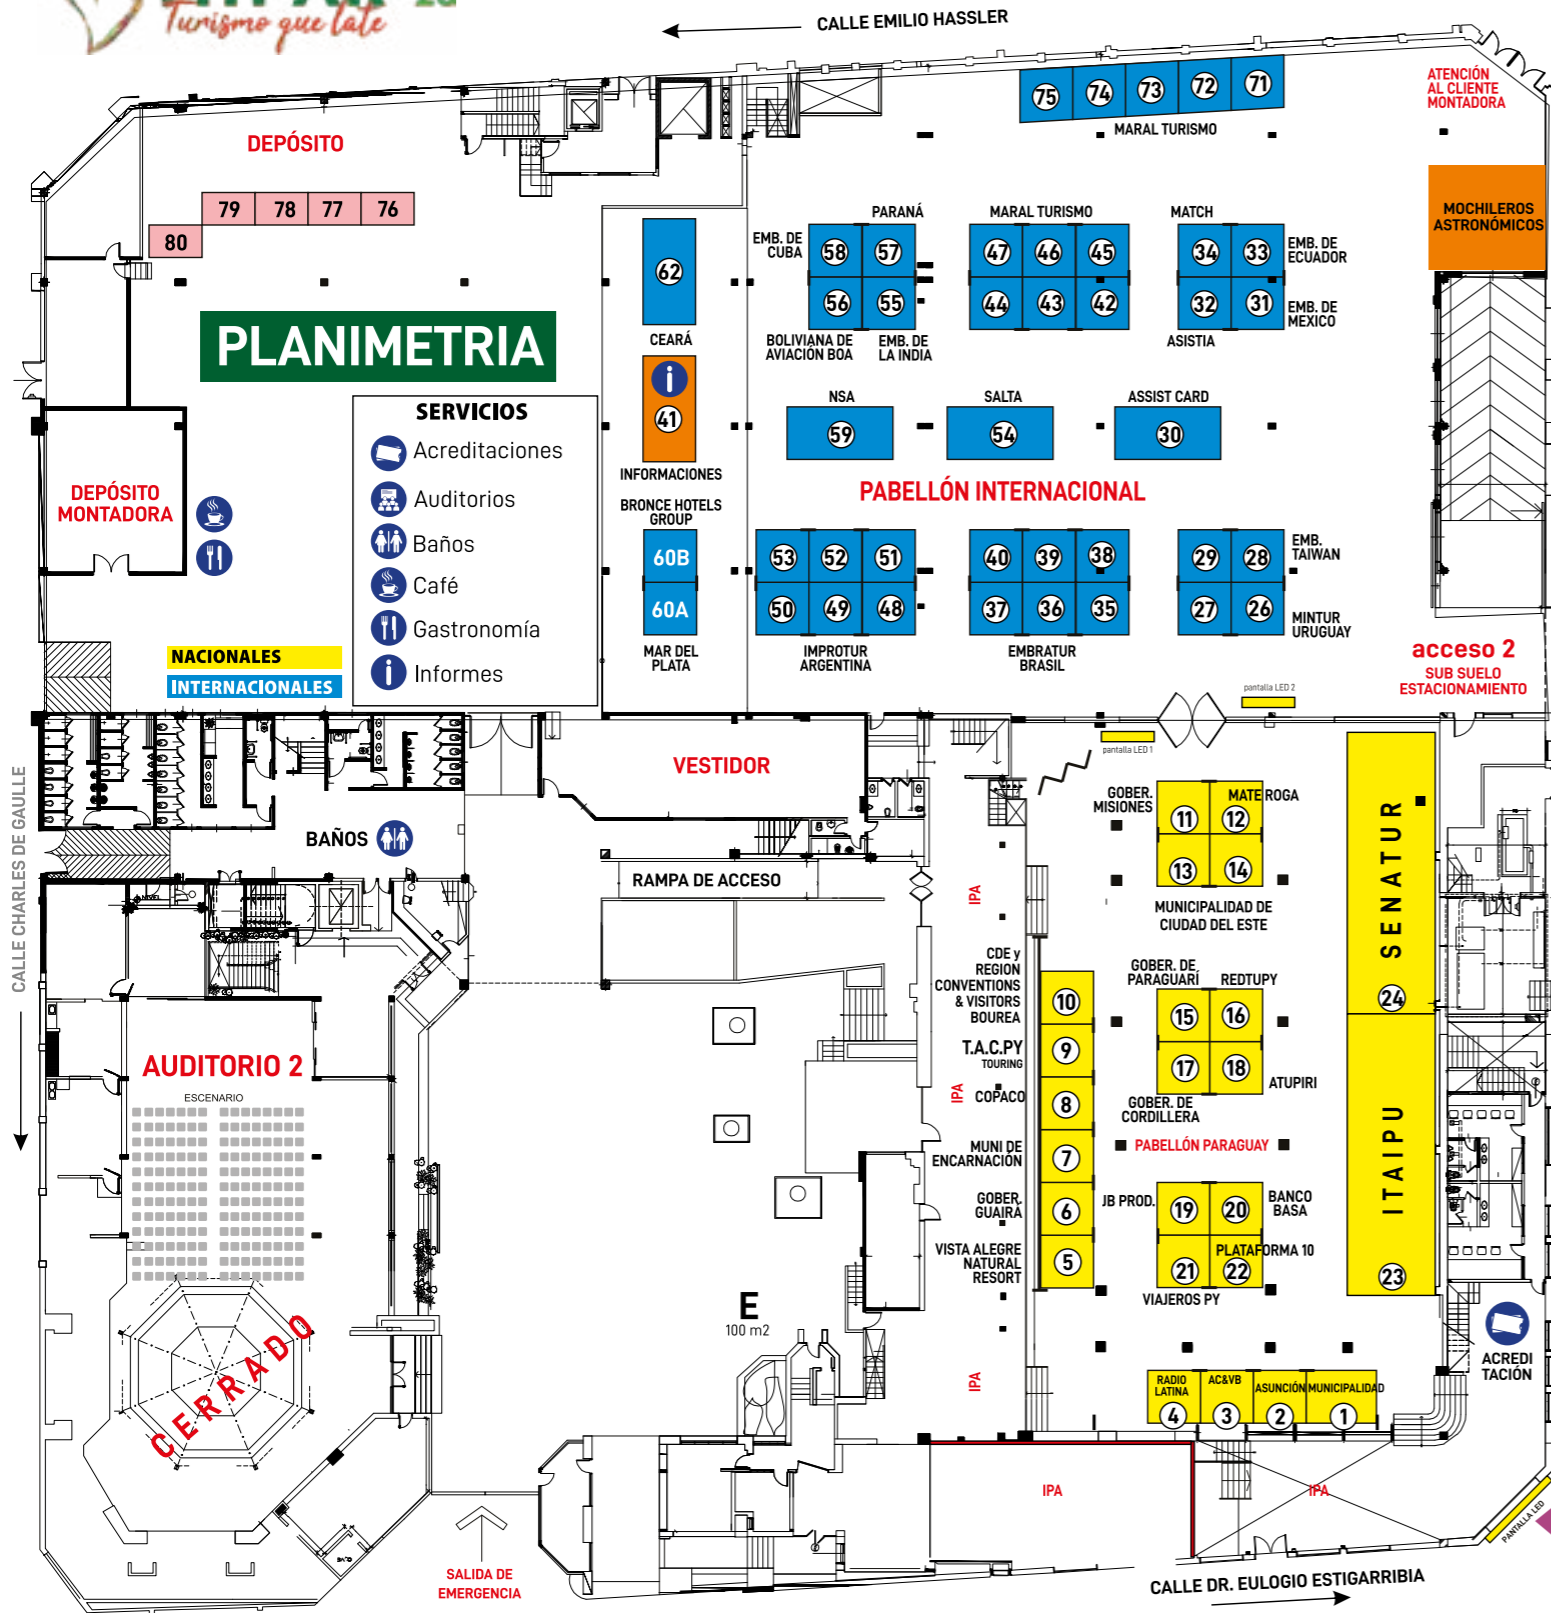 Turismo que late
CALLE EMILIO HASSLER
ATENCIÓN
AL CLIENTE
MONTADORA
75
74
73
72
71
MARAL TURISMO
DEPÓSITO
79
78
77
76
80
MOCHILEROS
ASTRONÓMICOS
62
CEARÁ
EMB. DE
CUBA
PARANÁ
58
57
56
55
BOLIVIANA DE
AVIACIÓN BOA
EMB. DE
LA INDIA
MARAL TURISMO
47
46
45
44
43
42
MATCH
34
33
EMB. DE
ECUADOR
32
31
EMB. DE
MEXICO
ASISTIA
PLANIMETRIA
SERVICIOS
Acreditaciones
Auditorios
Baños
Café
Gastronomía
i
Informes
i
41
INFORMACIONES
NSA
59
SALTA
54
ASSIST CARD
30
PABELLÓN INTERNACIONAL
DEPÓSITO
MONTADORA
BRONCE HOTELS
GROUP
60B
60A
MAR DEL
PLATA
53
52
51
50
49
48
IMPROTUR
ARGENTINA
40
39
38
37
36
35
EMBRATUR
BRASIL
29
28
EMB.
TAIWAN
27
26
MINTUR
URUGUAY
NACIONALES
INTERNACIONALES
acceso 2
SUB SUELO
ESTACIONAMIENTO
pantalla LED 2
pantalla LED 1
VESTIDOR
BAÑOS
RAMPA DE ACCESO
NIVEL
CALLE CHARLES DE GAULLE
GOBER.
MISIONES
MATE ROGA
11
12
13
14
MUNICIPALIDAD DE
CIUDAD DEL ESTE
SENATUR
24
IPA
CDE y
REGION
CONVENTIONS
& VISITORS
BOUREA
10
T.A.C.PY
TOURING
9
IPA
COPACO
8
MUNI DE
ENCARNACIÓN
7
GOBER.
GUAIRÁ
6
VISTA ALEGRE
NATURAL
RESORT
5
GOBER. DE
PARAGUARÍ
REDTUPY
15
16
17
18
ATUPIRI
GOBER. DE
CORDILLERA
PABELLÓN PARAGUAY
JB PROD.
19
20
BANCO
BASA
PLATAFORMA 10
21
22
VIAJEROS PY
ITAIPU
23
AUDITORIO 2
ESCENARIO
CERRADO
E
100 m2
ACREDI
TACIÓN
IPA
RADIO
LATINA
4
AC&VB
3
ASUNCIÓN
2
MUNICIPALIDAD
1
IPA
IPA
PANTALLA LED
BAÑO
SALIDA DE
EMERGENCIA
CALLE DR. EULOGIO ESTIGARRIBIA